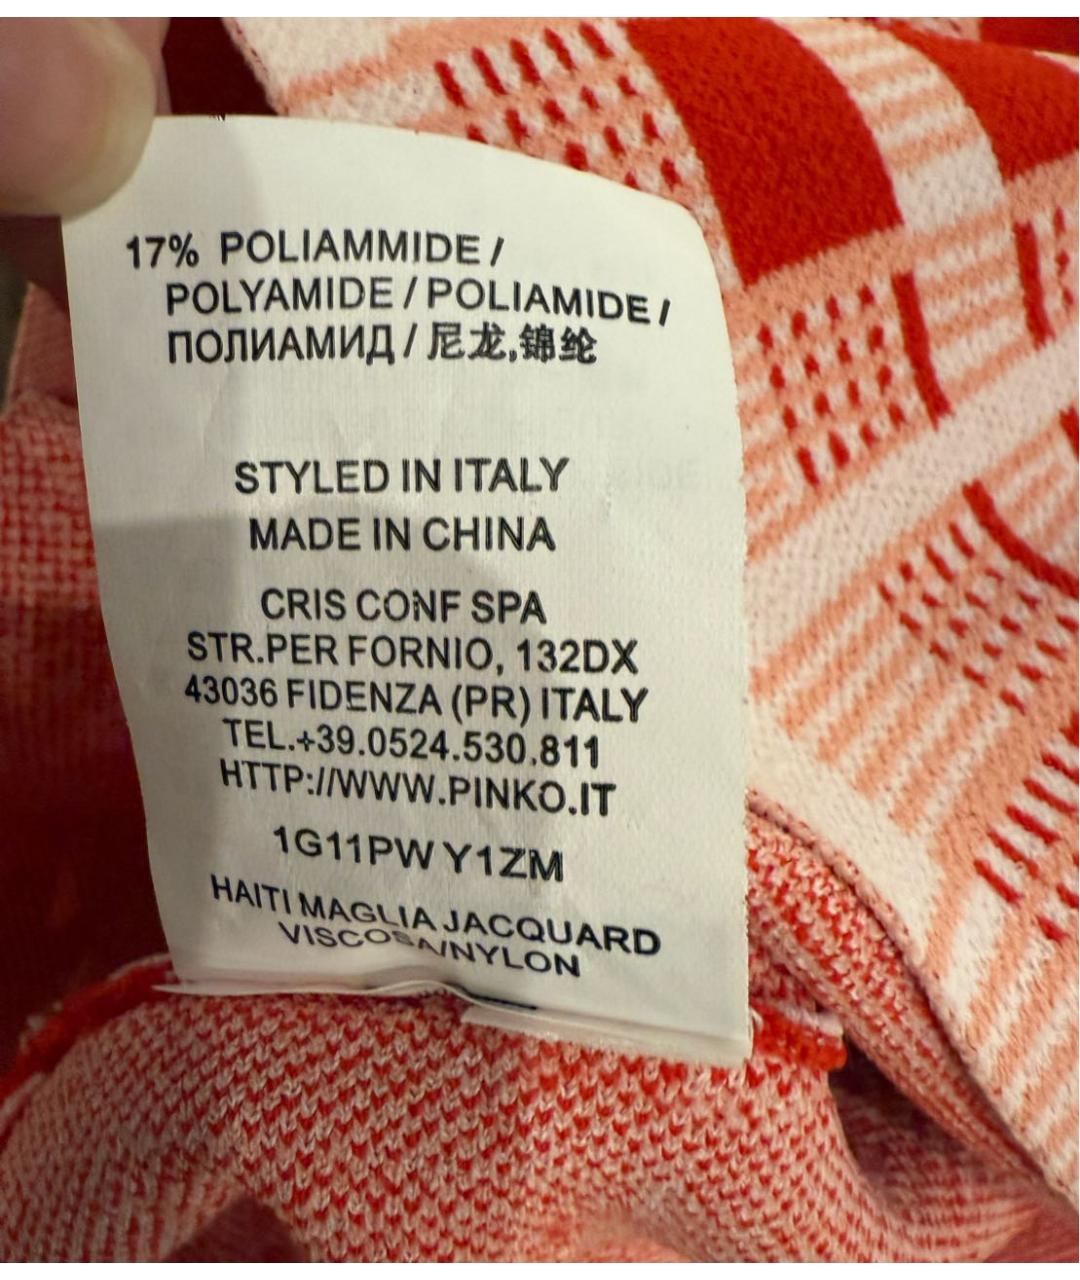 17% POLIAMMIDE /
POLYAMIDE / POLIAMIDE /
ПОЛИАМИД / 尼龙,锦纶
STYLED IN ITALY
MADE IN CHINA
CRIS CONF SPA
STR.PER FORNIO, 132DX
43036 FIDENZA (PR) ITALY
TEL.+39.0524.530.811
HTTP://WWW.PINKO.IT
1G11PW Y1ZM
HAITI MAGLIA JACQUARD
VISCOSA/NYLON